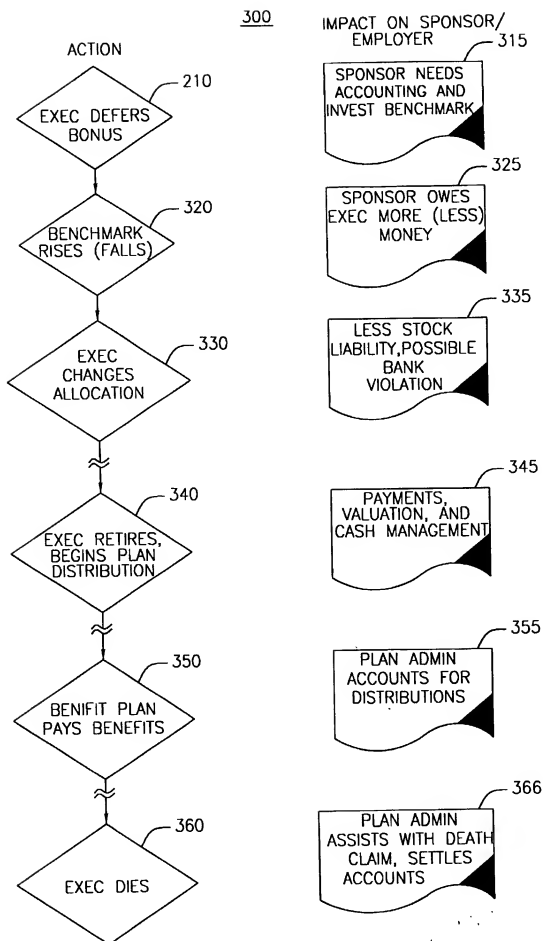 300
ACTION
IMPACT ON SPONSOR/
EMPLOYER
210
EXEC DEFERS
BONUS
315
SPONSOR NEEDS
ACCOUNTING AND
INVEST BENCHMARK
320
BENCHMARK
RISES (FALLS)
325
SPONSOR OWES
EXEC MORE (LESS)
MONEY
330
EXEC
CHANGES
ALLOCATION
335
LESS STOCK
LIABILITY,POSSIBLE
BANK
VIOLATION
340
EXEC RETIRES,
BEGINS PLAN
DISTRIBUTION
345
PAYMENTS,
VALUATION, AND
CASH MANAGEMENT
350
BENIFIT PLAN
PAYS BENEFITS
355
PLAN ADMIN
ACCOUNTS FOR
DISTRIBUTIONS
360
EXEC DIES
366
PLAN ADMIN
ASSISTS WITH DEATH
CLAIM, SETTLES
ACCOUNTS